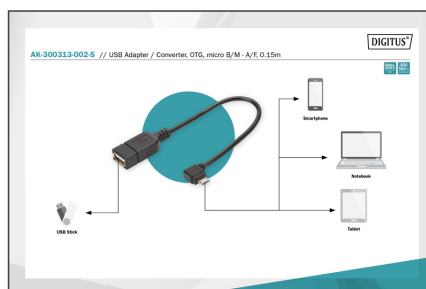 DIGITUS®
AK-300313-002-S // USB Adapter / Converter, OTG, micro B/M - A/F, 0.15m
Smartphone
Notebook
USB Stick
Tablet